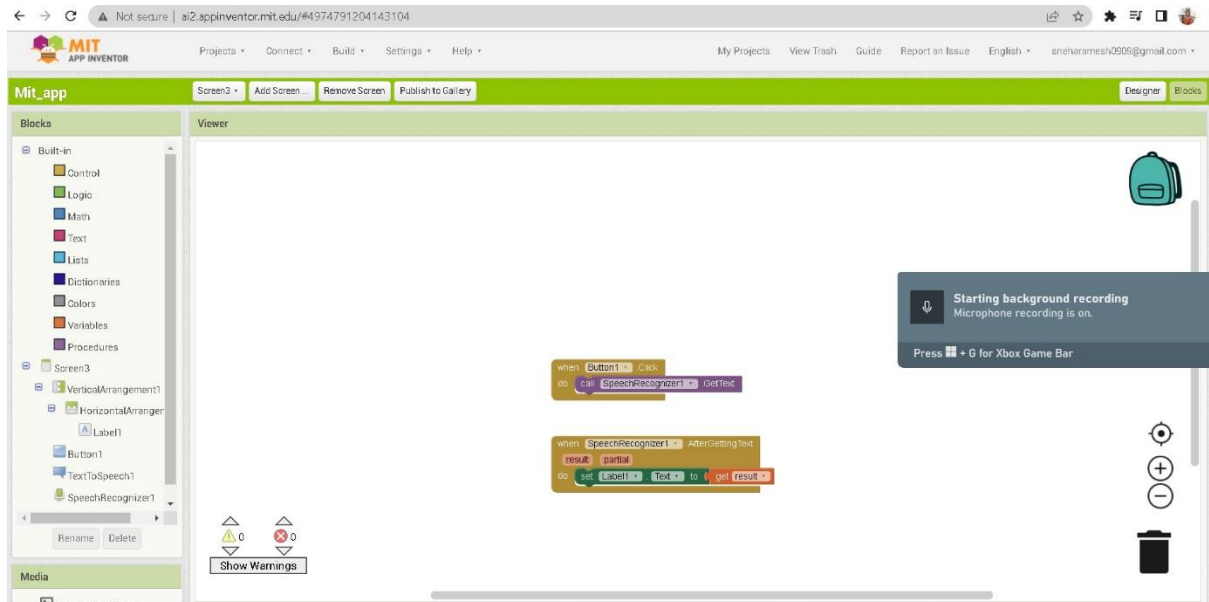 Not secure | ai2.appinventor.mit.edu/#4974791204143104
MIT
APP INVENTOR
Projects Connect Build Settings Help My Projects View Trash Guide Report an Issue English sneharamesh0909@gmail.com
Mit_app Screen3 Add Screen ... Remove Screen Publish to Gallery Designer Blocks
Blocks Viewer
Built-in
Control
Logic
Math
Text
Lists
Dictionaries
Colors
Variables
Procedures
Screen3
VerticalArrangement1
HorizontalArranger
Label1
Button1
TextToSpeech1
SpeechRecognizer1
Rename Delete
Media
when Button1 .Click
do call SpeechRecognizer1 .GetText
when SpeechRecognizer1 .AfterGettingText
result partial
do set Label1 . Text to get result
Starting background recording
Microphone recording is on.
Press + G for Xbox Game Bar
0 0
Show Warnings